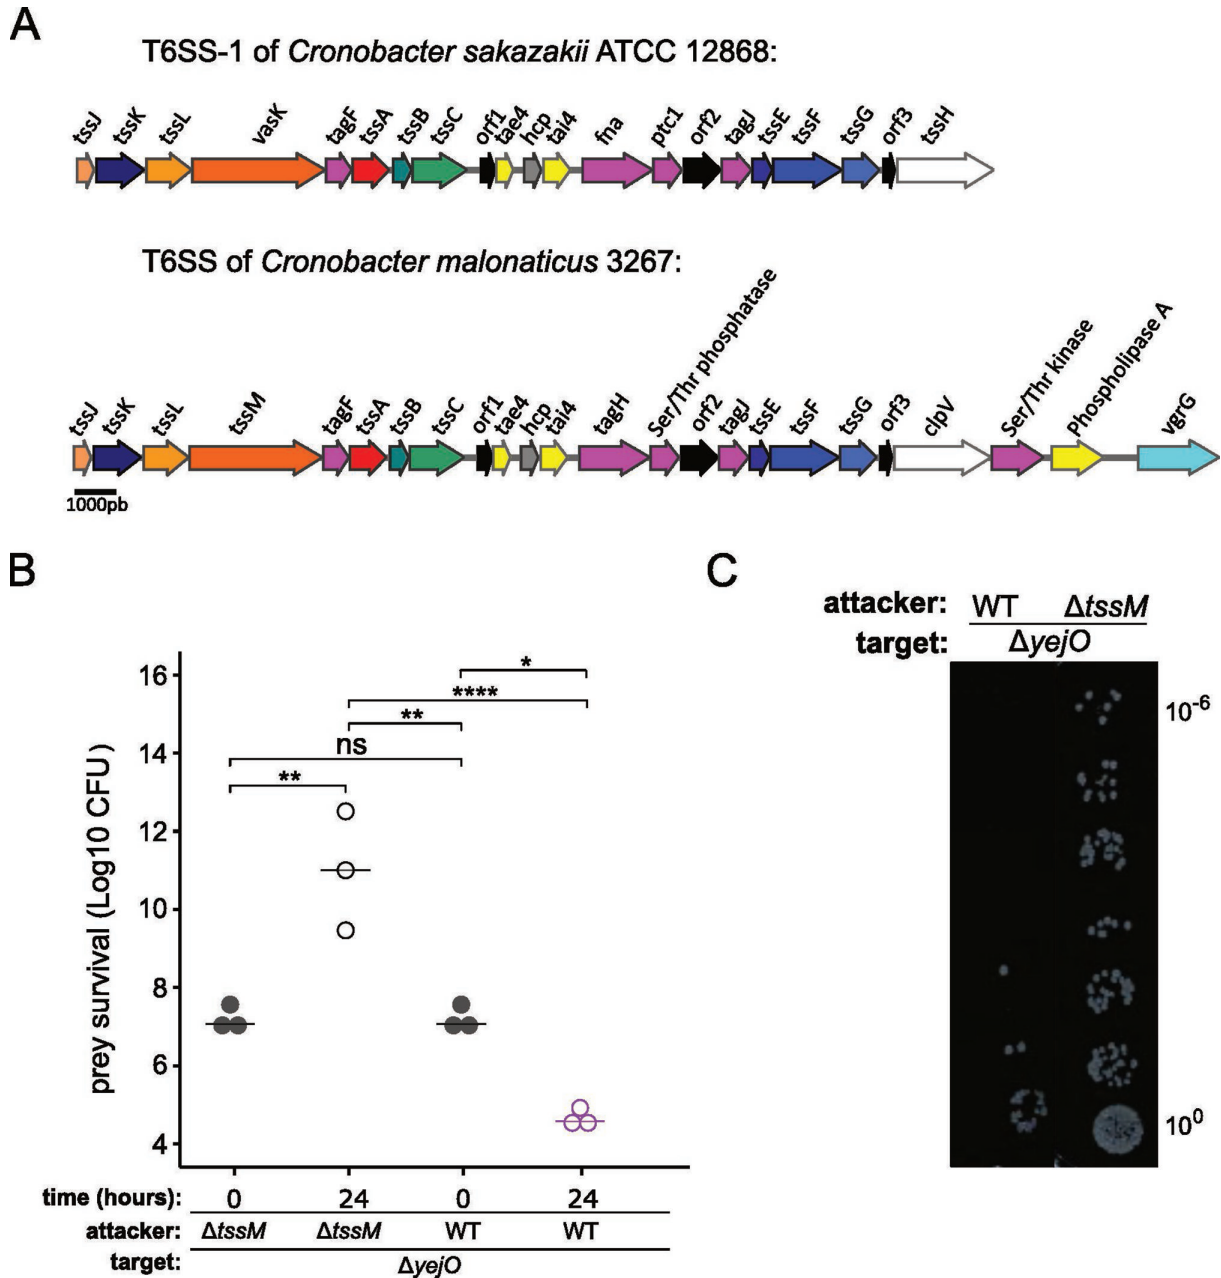 A
T6SS-1 of Cronobacter sakazakii ATCC 12868:
tssJ tssK tssL vasK tagF tssA tssB tssC orf1 tae4 hcp tai4 fna ptc1 orf2 tagJ tssE tssF tssG orf3 tssH
T6SS of Cronobacter malonaticus 3267:
tssJ tssK tssL tssM tagF tssA tssB tssC orf1 tae4 hcp tai4 tagH Ser/Thr phosphatase orf2 tagJ tssE tssF tssG orf3 clpV Ser/Thr kinase Phospholipase A vgrG
1000pb
B
prey survival (Log10 CFU)
16
14
12
10
8
6
4
*
****
**
ns
**
time (hours): 0 24 0 24
attacker: ΔtssM ΔtssM WT WT
target: ΔyejO
C
attacker: WT ΔtssM
target: ΔyejO
10-6
100